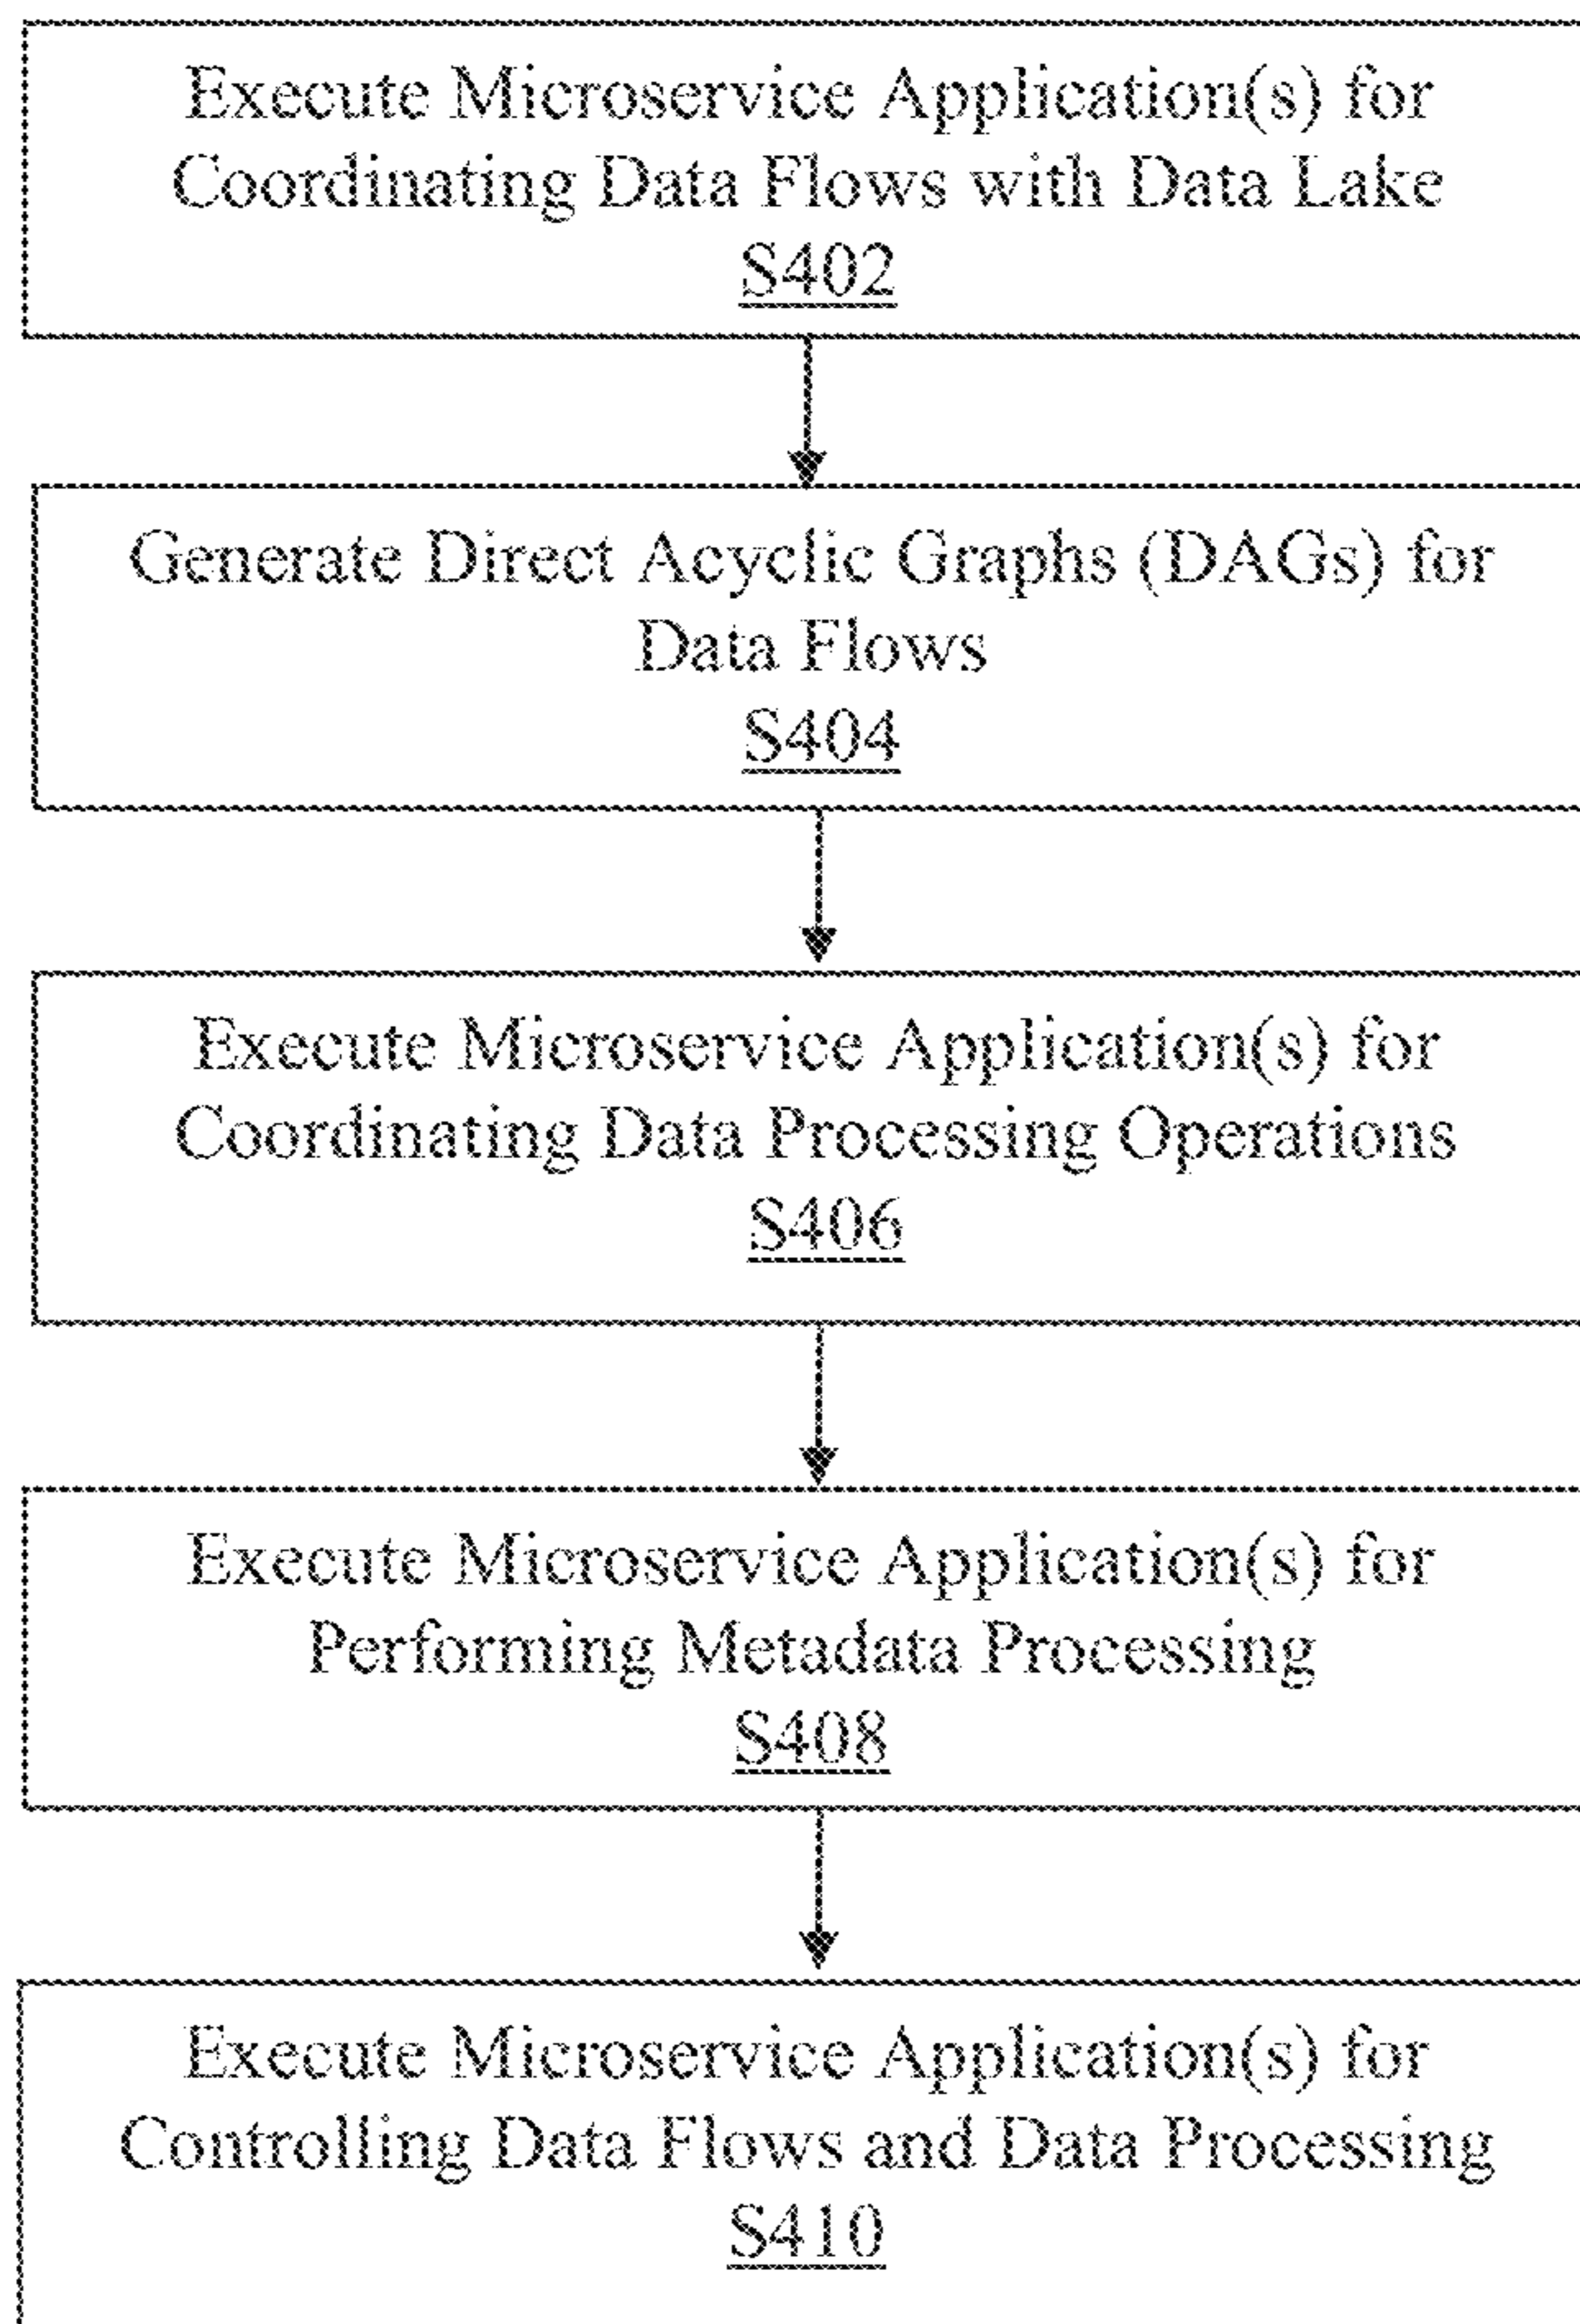 Execute Microservice Application(s) for
Coordinating Data Flows with Data Lake
S402
Generate Direct Acyclic Graphs (DAGs) for
Data Flows
S404
Execute Microservice Application(s) for
Coordinating Data Processing Operations
S406
Execute Microservice Application(s) for
Performing Metadata Processing
S408
Execute Microservice Application(s) for
Controlling Data Flows and Data Processing
S410